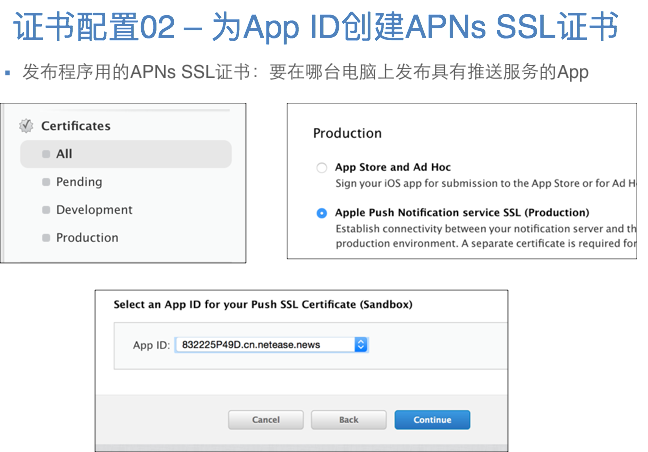 证书配置02 – 为App ID创建APNs SSL证书
▪ 发布程序用的APNs SSL证书：要在哪台电脑上发布具有推送服务的App
Certificates
All
Pending
Development
Production
Production
App Store and Ad Hoc
Sign your iOS app for submission to the App Store or for Ad H
Apple Push Notification service SSL (Production)
Establish connectivity between your notification server and th
production environment. A separate certificate is required for
Select an App ID for your Push SSL Certificate (Sandbox)
App ID: 832225P49D.cn.netease.news
Cancel Back Continue